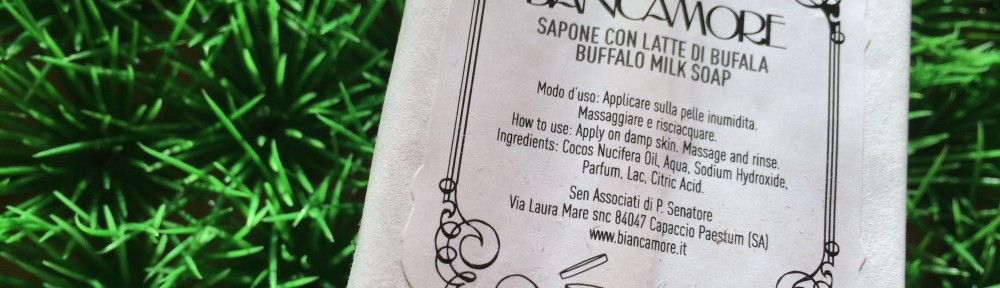 BIANCAMORE
SAPONE CON LATTE DI BUFALA
BUFFALO MILK SOAP
Modo d'uso: Applicare sulla pelle inumidita.
Massaggiare e risciacquare.
How to use: Apply on damp skin. Massage and rinse.
Ingredients: Cocos Nucifera Oil, Aqua, Sodium Hydroxide,
Parfum, Lac, Citric Acid.
Sen Associati di P. Senatore
Via Laura Mare snc 84047 Capaccio Paestum (SA)
www.biancamore.it